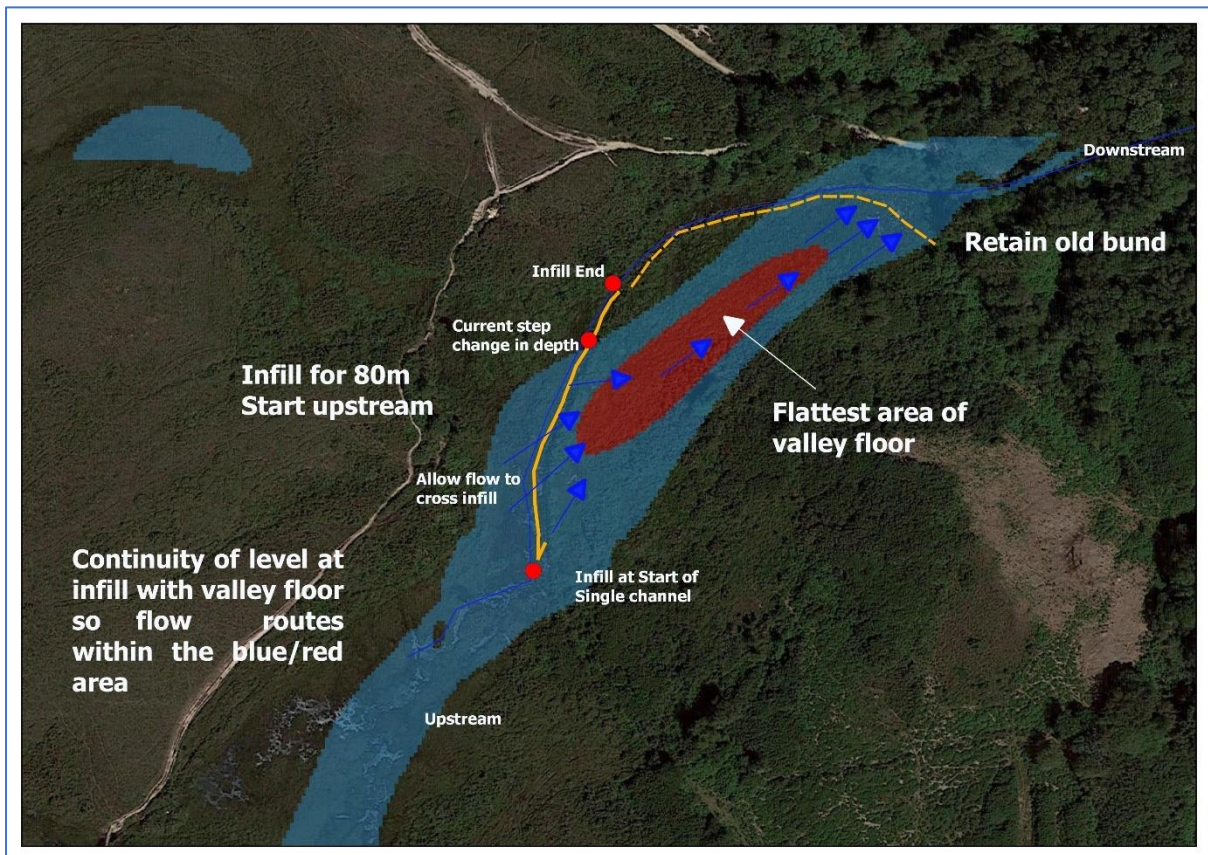 Downstream
Retain old bund
Infill End
Current step
change in depth
Infill for 80m
Start upstream
Flattest area of
valley floor
Allow flow to
cross infill
Continuity of level at
infill with valley floor
so flow routes
within the blue/red
area
Infill at Start of
Single channel
Upstream